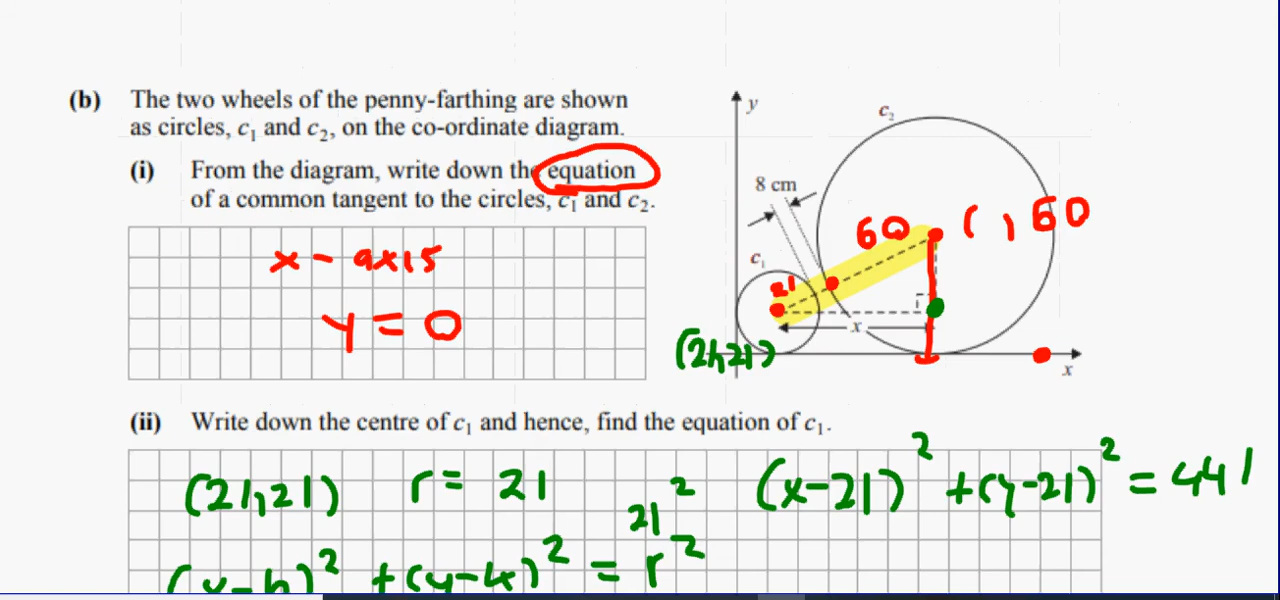 (b) The two wheels of the penny-farthing are shown
as circles, c₁ and c₂, on the co-ordinate diagram.
(i) From the diagram, write down the equation
of a common tangent to the circles, c₁ and c₂.
x - axis
y = 0
y
c₂
8 cm
60
( , 60
c₁
21
x
(21,21)
x
(ii) Write down the centre of c₁ and hence, find the equation of c₁.
(21,21) r = 21
(x-21)² + (y-21)² = 441
21²
(x-h)² + (y-k)² = r²